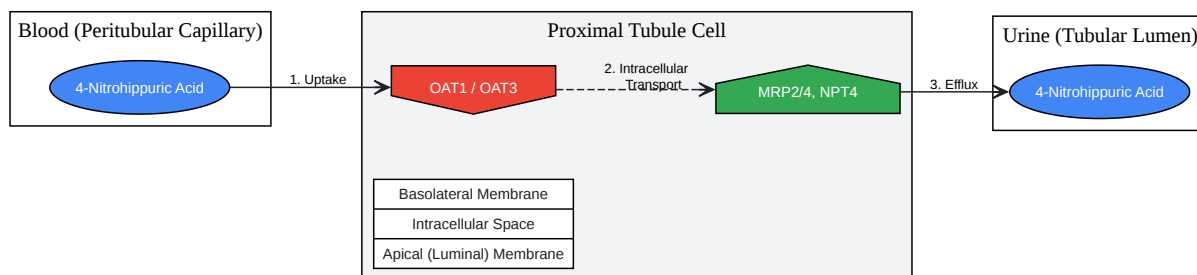 Blood (Peritubular Capillary)
4-Nitrohippuric Acid
1. Uptake
Proximal Tubule Cell
OAT1 / OAT3
2. Intracellular
Transport
MRP2/4, NPT4
Basolateral Membrane
Intracellular Space
Apical (Luminal) Membrane
3. Efflux
Urine (Tubular Lumen)
4-Nitrohippuric Acid